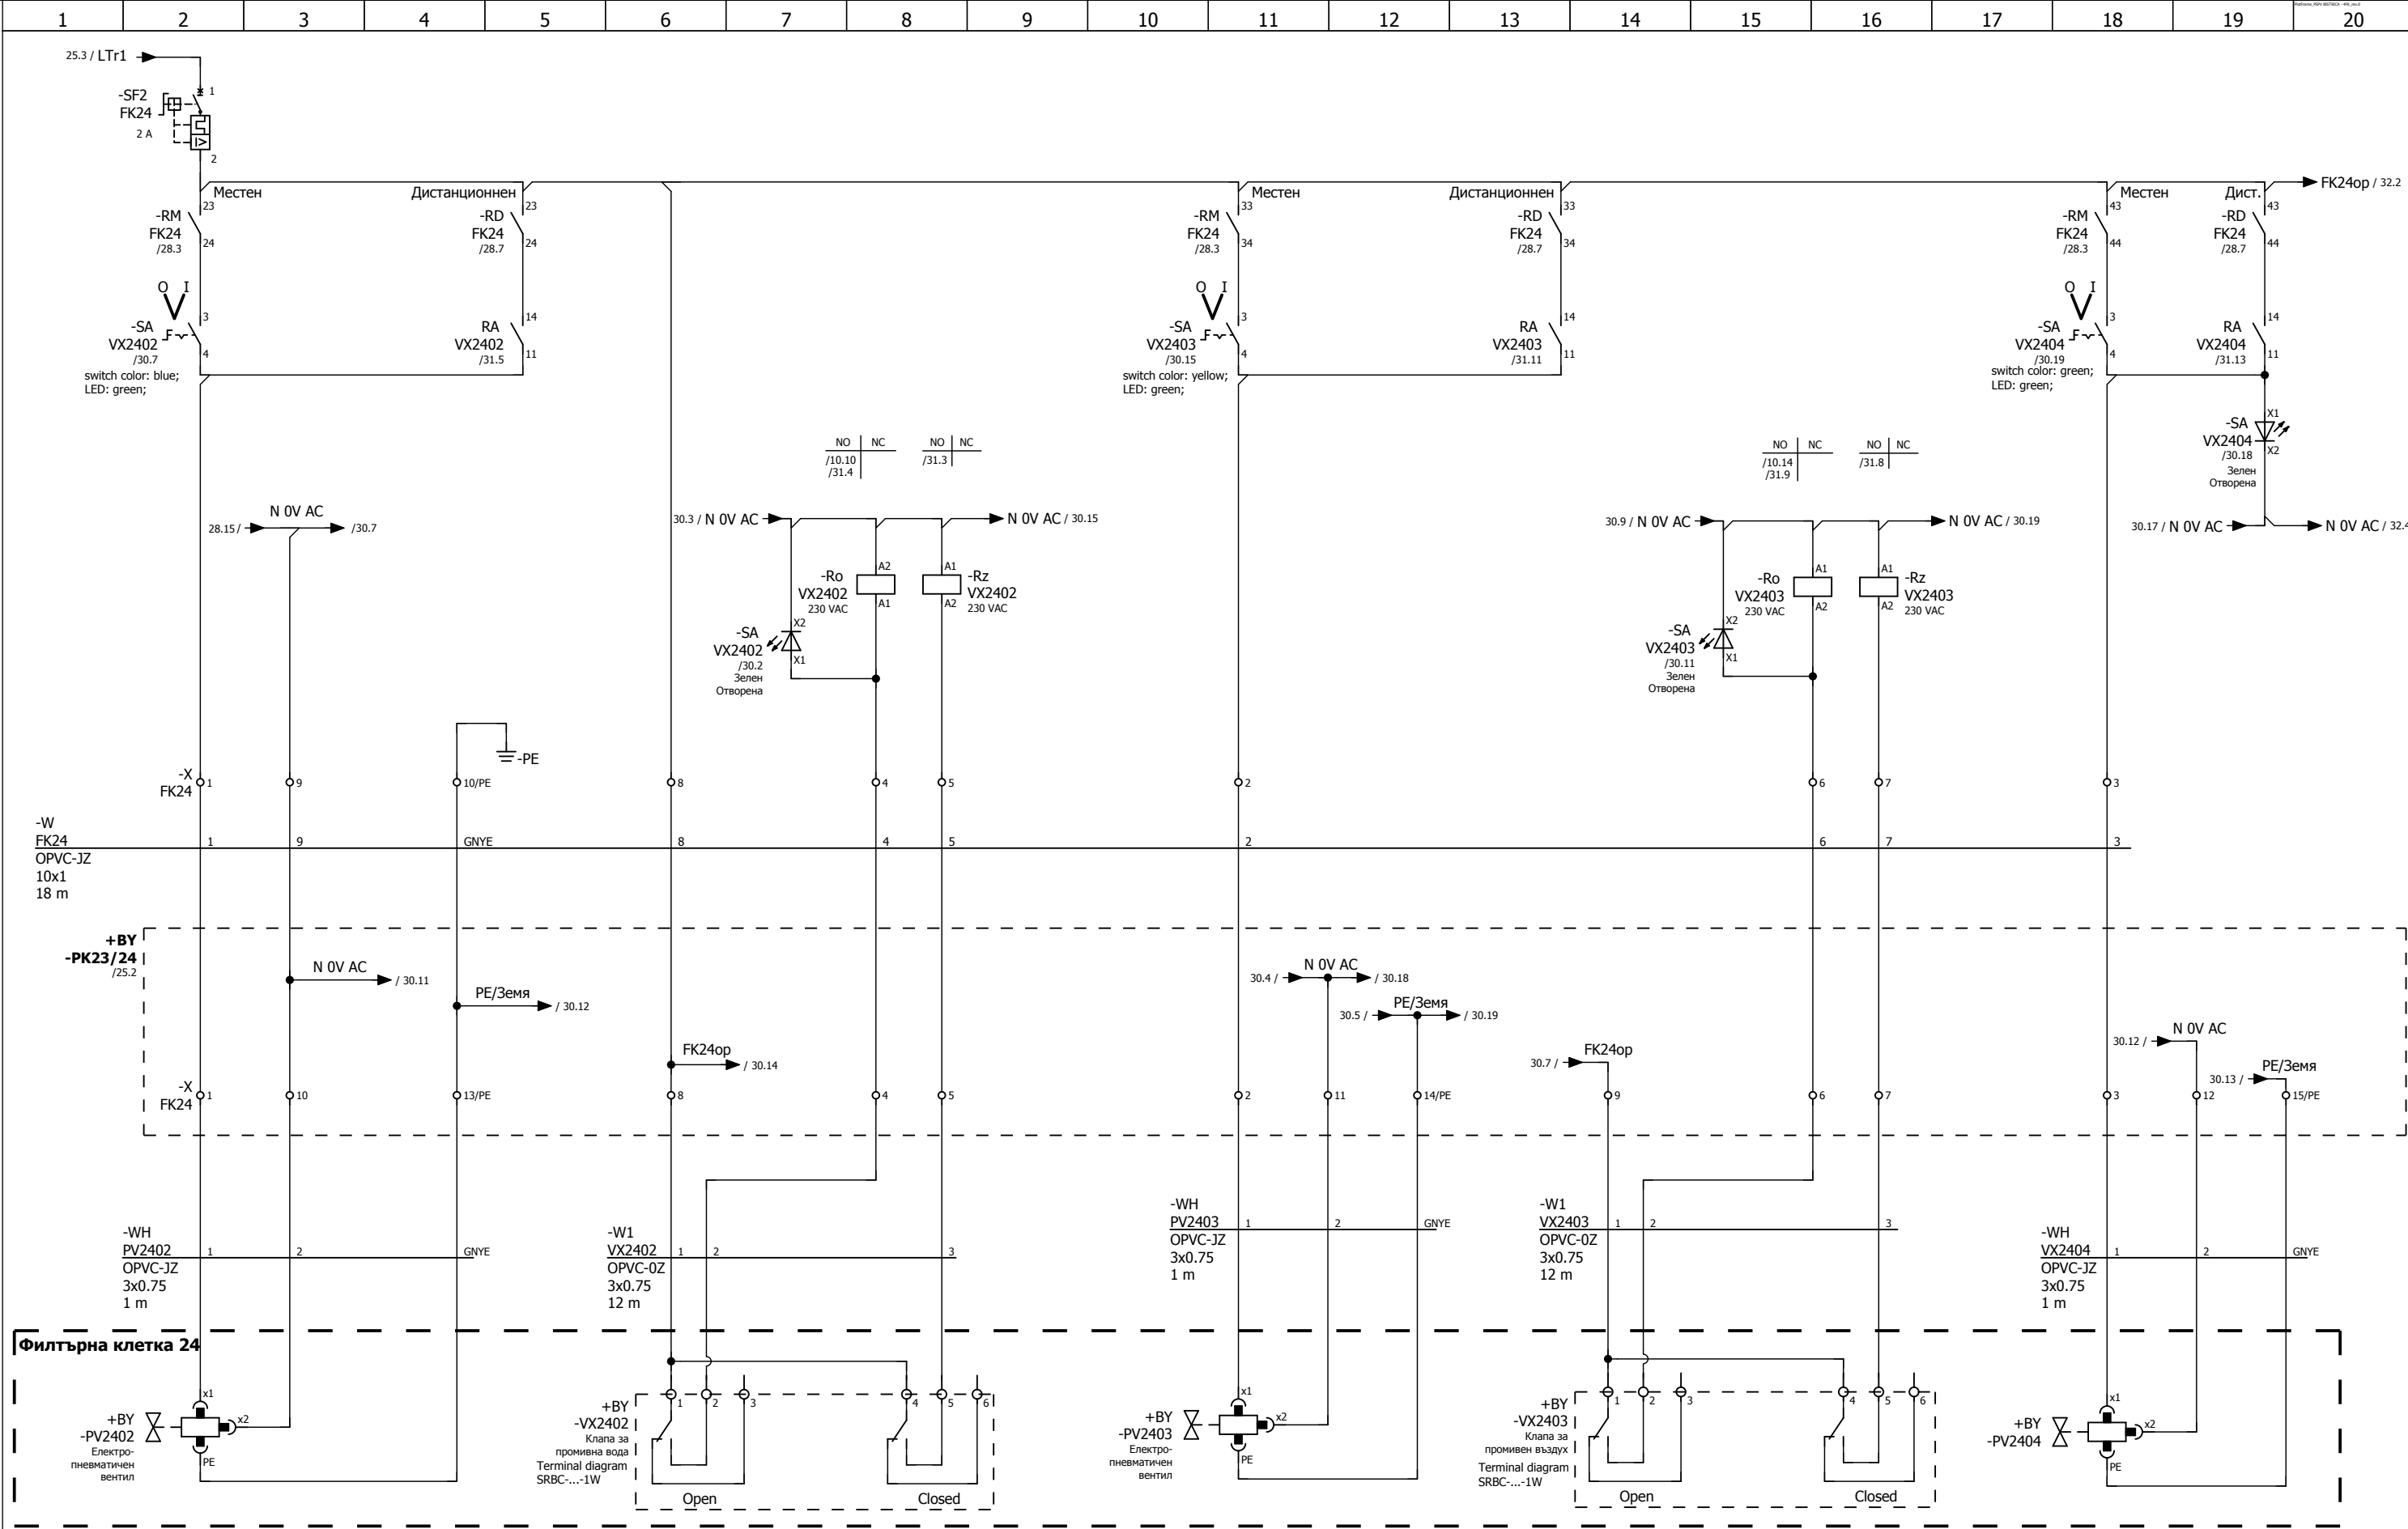 1 2 3 4 5 6 7 8 9 10 11 12 13 14 15 16 17 18 19 20
25.3 / LTr1
-SF2
FK24
2 A
1
2
Местен
Дистанционнен
Местен
Дистанционнен
Местен
Дист.
FK24op / 32.2
-RM
FK24
/28.3
23
24
-RD
FK24
/28.7
23
24
-RM
FK24
/28.3
33
34
-RD
FK24
/28.7
33
34
-RM
FK24
/28.3
43
44
-RD
FK24
/28.7
43
44
O I
-SA
VX2402
/30.7
3
4
switch color: blue;
LED: green;
RA
VX2402
/31.5
14
11
O I
-SA
VX2403
/30.15
3
4
switch color: yellow;
LED: green;
RA
VX2403
/31.11
14
11
O I
-SA
VX2404
/30.19
3
4
switch color: green;
LED: green;
RA
VX2404
/31.13
14
11
-SA
VX2404
/30.18
Зелен
Отворена
X1
X2
NO NC
/10.10
/31.4
NO NC
/31.3
NO NC
/10.14
/31.9
NO NC
/31.8
28.15/
N 0V AC
/30.7
30.3 / N 0V AC
N 0V AC / 30.15
30.9 / N 0V AC
N 0V AC / 30.19
30.17 / N 0V AC
N 0V AC / 32.4
-Ro
VX2402
230 VAC
A2
A1
-Rz
VX2402
230 VAC
A1
A2
-SA
VX2402
/30.2
Зелен
Отворена
X2
X1
-Ro
VX2403
230 VAC
A1
A2
-Rz
VX2403
230 VAC
A1
A2
-SA
VX2403
/30.11
Зелен
Отворена
X2
X1
-PE
-X
FK24
1 9 10/PE 8 4 5 2 6 7 3
-W
FK24
OPVC-JZ
10x1
18 m
1 9 GNYE 8 4 5 2 6 7 3
+BY
-PK23/24
/25.2
N 0V AC
/ 30.11
PE/Земя
/ 30.12
FK24op
/ 30.14
30.4 /
N 0V AC
/ 30.18
30.5 /
PE/Земя
/ 30.19
30.7 /
FK24op
30.12 /
N 0V AC
30.13 /
PE/Земя
-X
FK24
1 10 13/PE 8 4 5 2 11 14/PE 9 6 7 3 12 15/PE
-WH
PV2402
OPVC-JZ
3x0.75
1 m
1 2 GNYE
-W1
VX2402
OPVC-0Z
3x0.75
12 m
1 2 3
-WH
PV2403
OPVC-JZ
3x0.75
1 m
1 2 GNYE
-W1
VX2403
OPVC-0Z
3x0.75
12 m
1 2 3
-WH
VX2404
OPVC-JZ
3x0.75
1 m
1 2 GNYE
Филтърна клетка 24
+BY
-PV2402
Електро-
пневматичен
вентил
x1
x2
PE
+BY
-VX2402
Клапа за
промивна вода
Terminal diagram
SRBC-...-1W
1 2 3 4 5 6
Open
Closed
+BY
-PV2403
Електро-
пневматичен
вентил
x1
x2
PE
+BY
-VX2403
Клапа за
промивен въздух
Terminal diagram
SRBC-...-1W
1 2 3 4 5 6
Open
Closed
+BY
-PV2404
x1
x2
PE